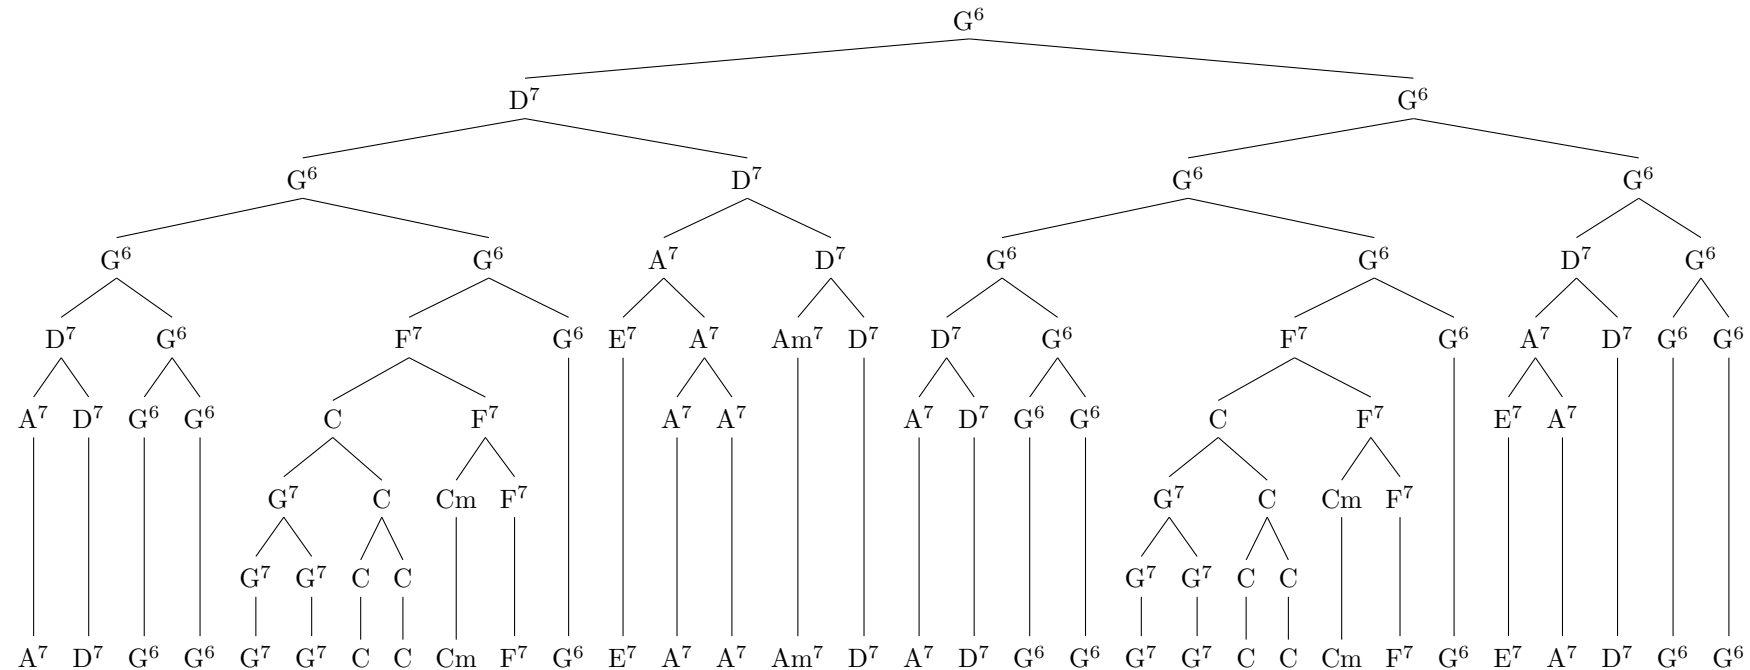 G⁶
D⁷ G⁶
G⁶ D⁷ G⁶ G⁶
G⁶ G⁶ A⁷ D⁷ G⁶ G⁶ D⁷ G⁶
D⁷ G⁶ F⁷ G⁶ E⁷ A⁷ Am⁷ D⁷ D⁷ G⁶ F⁷ G⁶ A⁷ D⁷ G⁶ G⁶
A⁷ D⁷ G⁶ G⁶ C F⁷ A⁷ A⁷ A⁷ D⁷ G⁶ G⁶ C F⁷ E⁷ A⁷
G⁷ C Cm F⁷ G⁷ C Cm F⁷
G⁷ G⁷ C C G⁷ G⁷ C C
A⁷ D⁷ G⁶ G⁶ G⁷ G⁷ C C Cm F⁷ G⁶ E⁷ A⁷ A⁷ Am⁷ D⁷ A⁷ D⁷ G⁶ G⁶ G⁷ G⁷ C C Cm F⁷ G⁶ E⁷ A⁷ D⁷ G⁶ G⁶